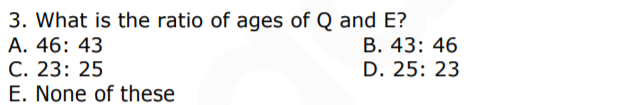 3. What is the ratio of ages of Q and E?
A. 46: 43 B. 43: 46
C. 23: 25 D. 25: 23
E. None of these